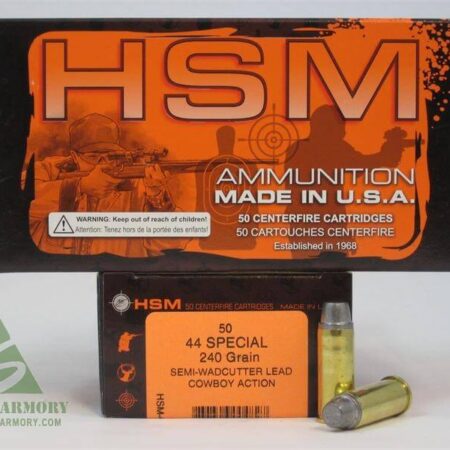 HSM
AMMUNITION
MADE IN U.S.A.
WARNING: Keep out of reach of children!
Attention: Tenez hors de la portée des enfants!
50 CENTERFIRE CARTRIDGES
50 CARTOUCHES CENTERFIRE
Established in 1968
HSM 50 CENTERFIRE CARTRIDGES MADE IN
50
44 SPECIAL
240 Grain
SEMI-WADCUTTER LEAD
COWBOY ACTION
HSM-
ARMORY
ARMORY.COM